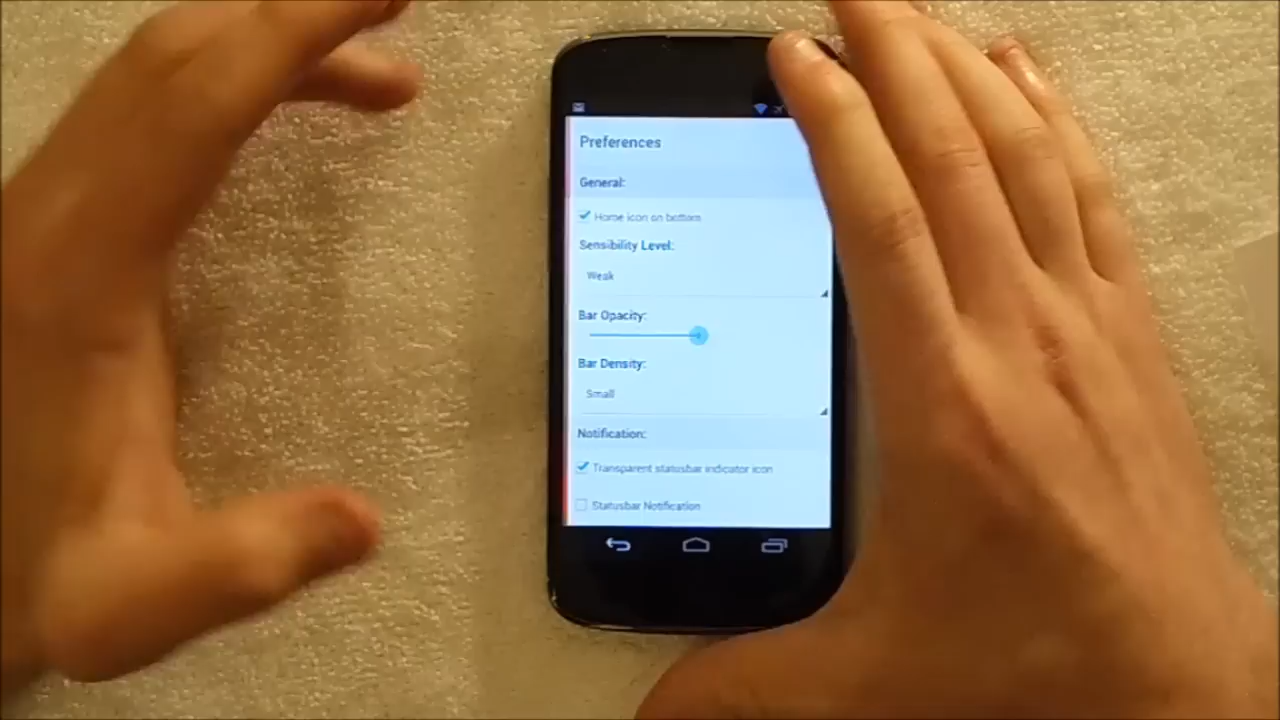 Preferences
General:
Home icon on bottom
Sensibility Level:
Weak
Bar Opacity:
Bar Density:
Small
Notification:
Transparent statusbar indicator icon
Statusbar Notification